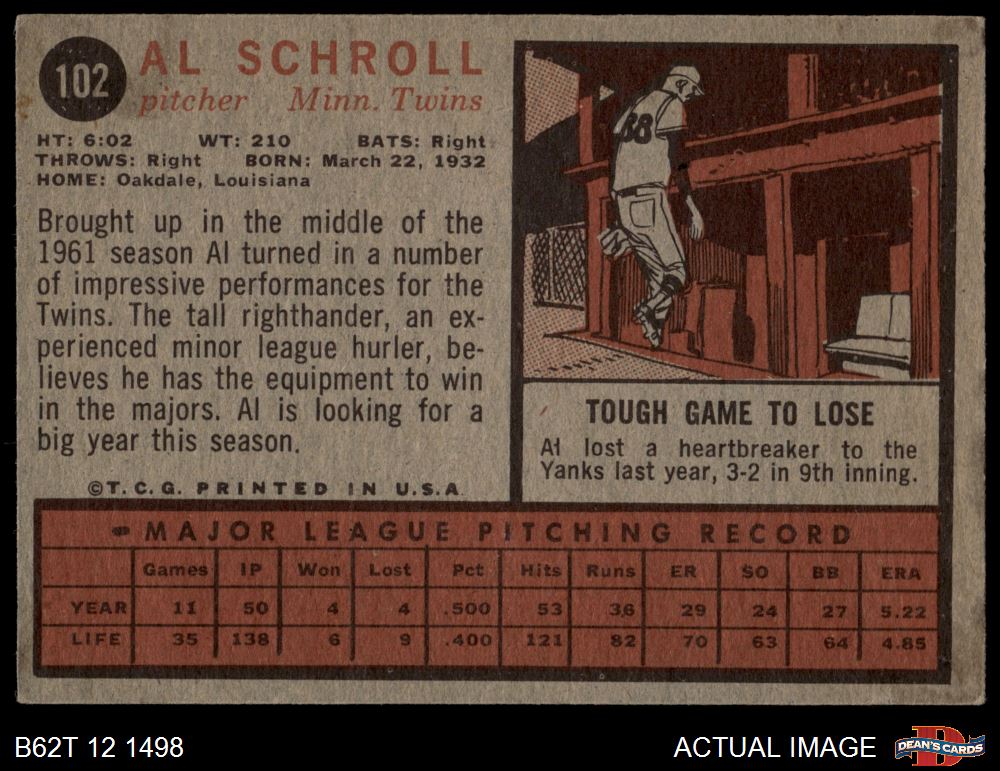 102
AL SCHROLL
pitcher Minn. Twins
HT: 6:02 WT: 210 BATS: Right
THROWS: Right BORN: March 22, 1932
HOME: Oakdale, Louisiana
Brought up in the middle of the
1961 season Al turned in a number
of impressive performances for the
Twins. The tall righthander, an ex-
perienced minor league hurler, be-
lieves he has the equipment to win
in the majors. Al is looking for a
big year this season.
©T.C.G. PRINTED IN U.S.A.
68
TOUGH GAME TO LOSE
Al lost a heartbreaker to the
Yanks last year, 3-2 in 9th inning.
MAJOR LEAGUE PITCHING RECORD
Games IP Won Lost Pct Hits Runs ER SO BB ERA
YEAR 11 50 4 4 .500 53 36 29 24 27 5.22
LIFE 35 138 6 9 .400 121 82 70 63 64 4.85
B62T 12 1498
ACTUAL IMAGE
D
DEAN'S CARDS